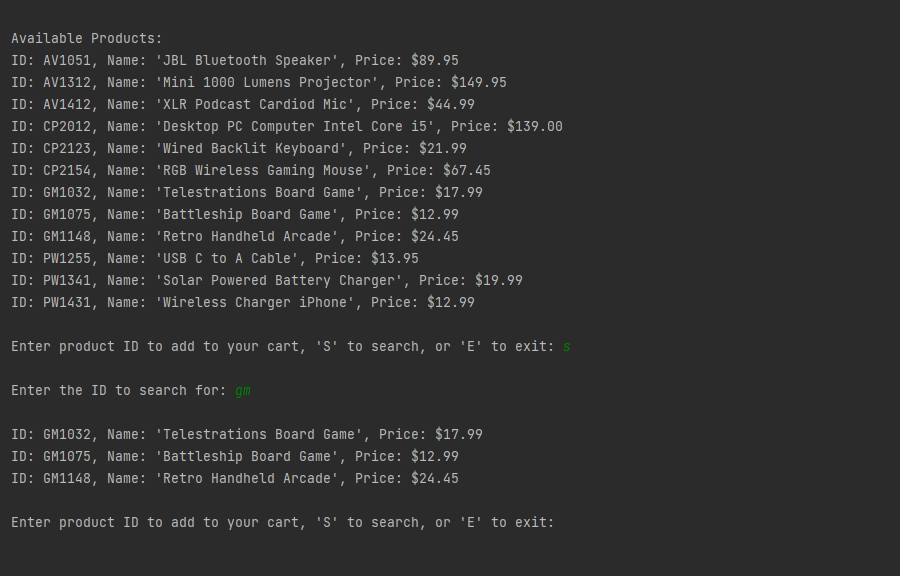 Available Products:
ID: AV1051, Name: 'JBL Bluetooth Speaker', Price: $89.95
ID: AV1312, Name: 'Mini 1000 Lumens Projector', Price: $149.95
ID: AV1412, Name: 'XLR Podcast Cardiod Mic', Price: $44.99
ID: CP2012, Name: 'Desktop PC Computer Intel Core i5', Price: $139.00
ID: CP2123, Name: 'Wired Backlit Keyboard', Price: $21.99
ID: CP2154, Name: 'RGB Wireless Gaming Mouse', Price: $67.45
ID: GM1032, Name: 'Telestrations Board Game', Price: $17.99
ID: GM1075, Name: 'Battleship Board Game', Price: $12.99
ID: GM1148, Name: 'Retro Handheld Arcade', Price: $24.45
ID: PW1255, Name: 'USB C to A Cable', Price: $13.95
ID: PW1341, Name: 'Solar Powered Battery Charger', Price: $19.99
ID: PW1431, Name: 'Wireless Charger iPhone', Price: $12.99
Enter product ID to add to your cart, 'S' to search, or 'E' to exit: s
Enter the ID to search for: gm
ID: GM1032, Name: 'Telestrations Board Game', Price: $17.99
ID: GM1075, Name: 'Battleship Board Game', Price: $12.99
ID: GM1148, Name: 'Retro Handheld Arcade', Price: $24.45
Enter product ID to add to your cart, 'S' to search, or 'E' to exit: